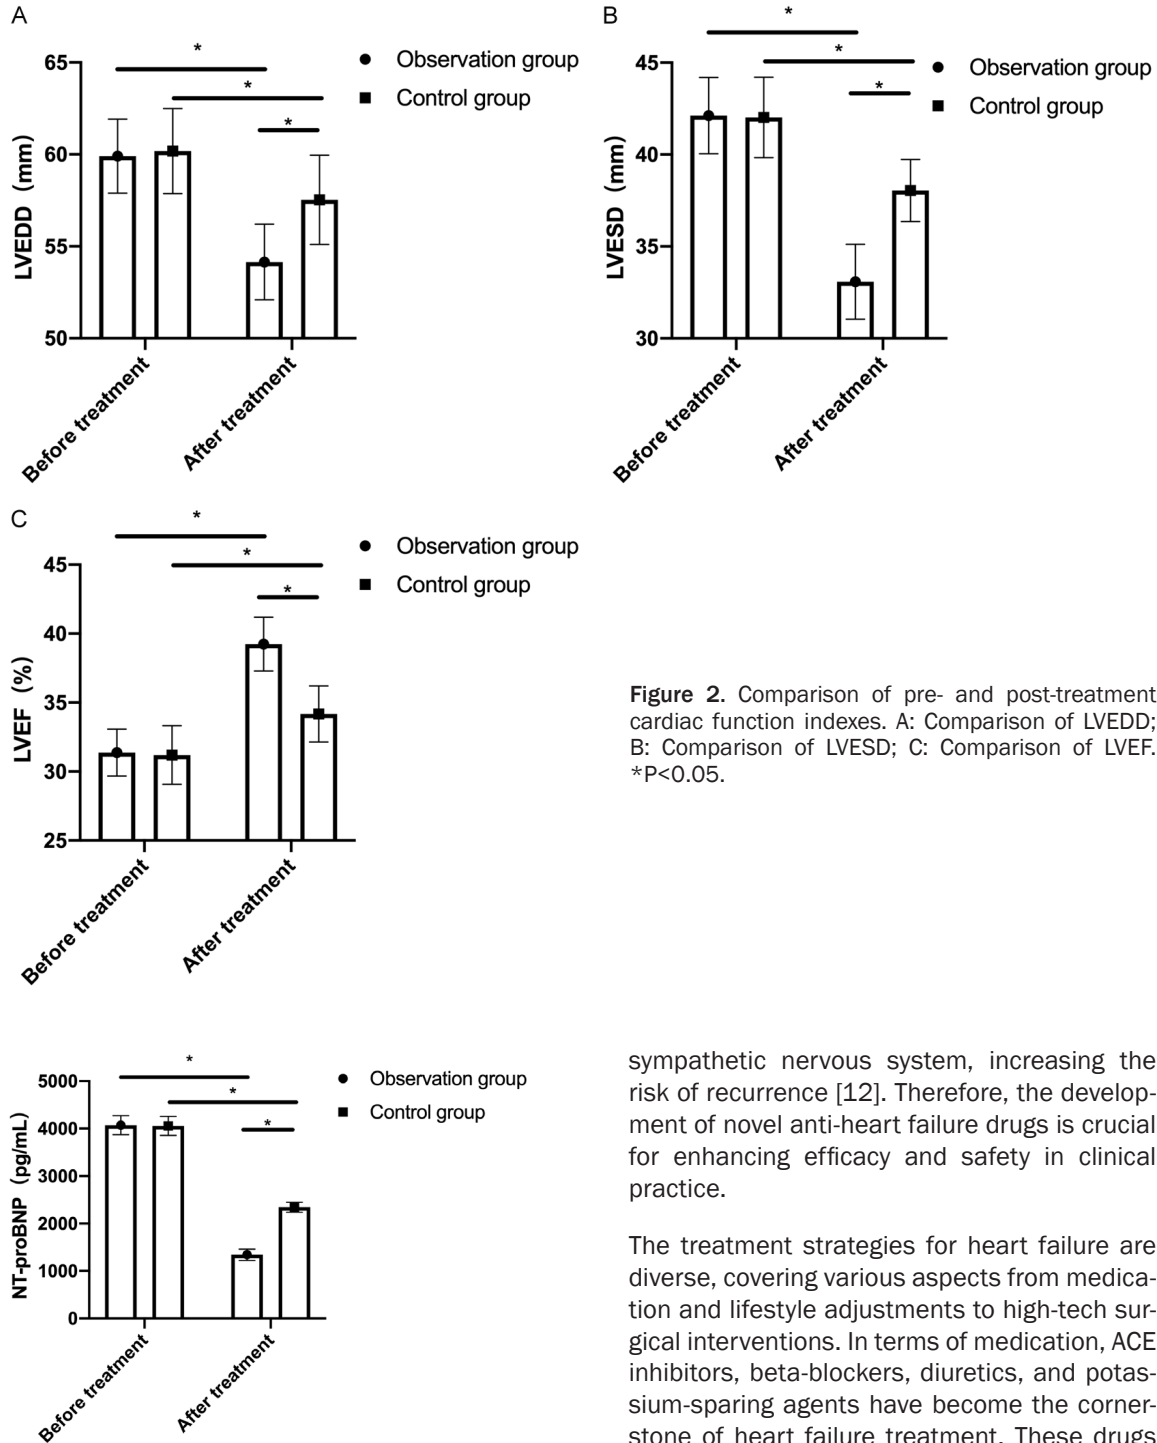 A
*
*
*
Observation group
Control group
65
60
55
50
LVEDD (mm)
Before treatment
After treatment
B
*
*
*
Observation group
Control group
45
40
35
30
LVESD (mm)
Before treatment
After treatment
C
*
*
*
Observation group
Control group
45
40
35
30
25
LVEF (%)
Before treatment
After treatment
Figure 2. Comparison of pre- and post-treatment
cardiac function indexes. A: Comparison of LVEDD;
B: Comparison of LVESD; C: Comparison of LVEF.
*P<0.05.
*
*
*
Observation group
Control group
5000
4000
3000
2000
1000
0
NT-proBNP (pg/mL)
Before treatment
After treatment
sympathetic nervous system, increasing the
risk of recurrence [12]. Therefore, the develop-
ment of novel anti-heart failure drugs is crucial
for enhancing efficacy and safety in clinical
practice.
The treatment strategies for heart failure are
diverse, covering various aspects from medica-
tion and lifestyle adjustments to high-tech sur-
gical interventions. In terms of medication, ACE
inhibitors, beta-blockers, diuretics, and potas-
sium-sparing agents have become the corner-
stone of heart failure treatment. These drugs